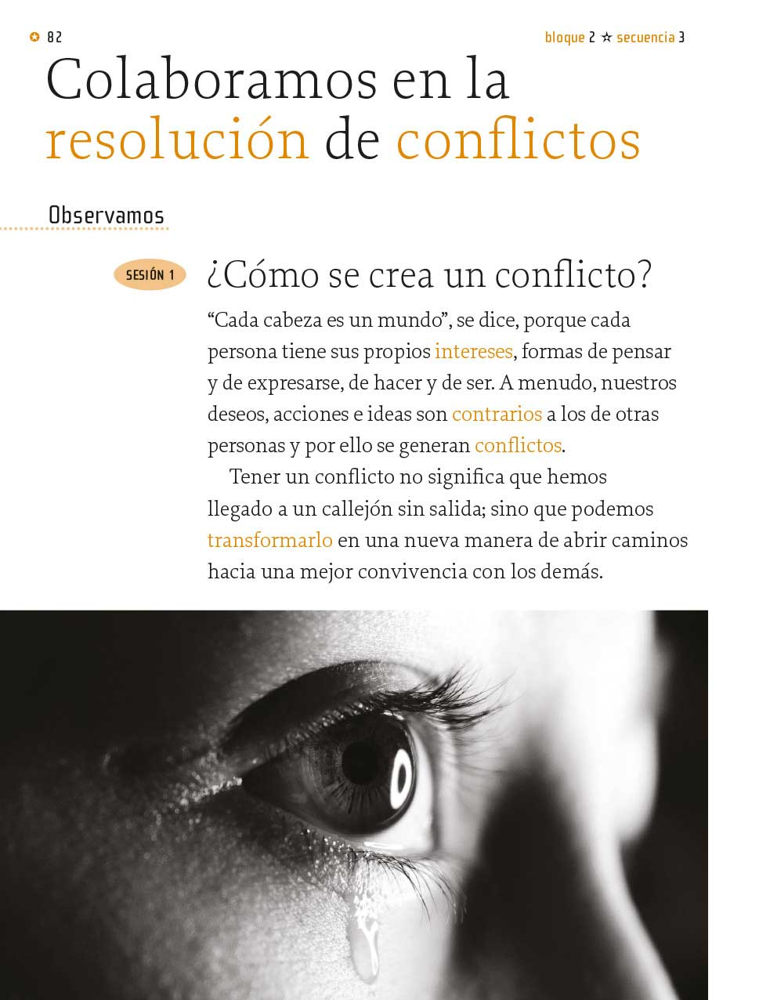 82
bloque 2 ☆ secuencia 3
Colaboramos en la
resolución de conflictos
Observamos
SESIÓN 1
¿Cómo se crea un conflicto?
“Cada cabeza es un mundo”, se dice, porque cada
persona tiene sus propios intereses, formas de pensar
y de expresarse, de hacer y de ser. A menudo, nuestros
deseos, acciones e ideas son contrarios a los de otras
personas y por ello se generan conflictos.
Tener un conflicto no significa que hemos
llegado a un callejón sin salida; sino que podemos
transformarlo en una nueva manera de abrir caminos
hacia una mejor convivencia con los demás.